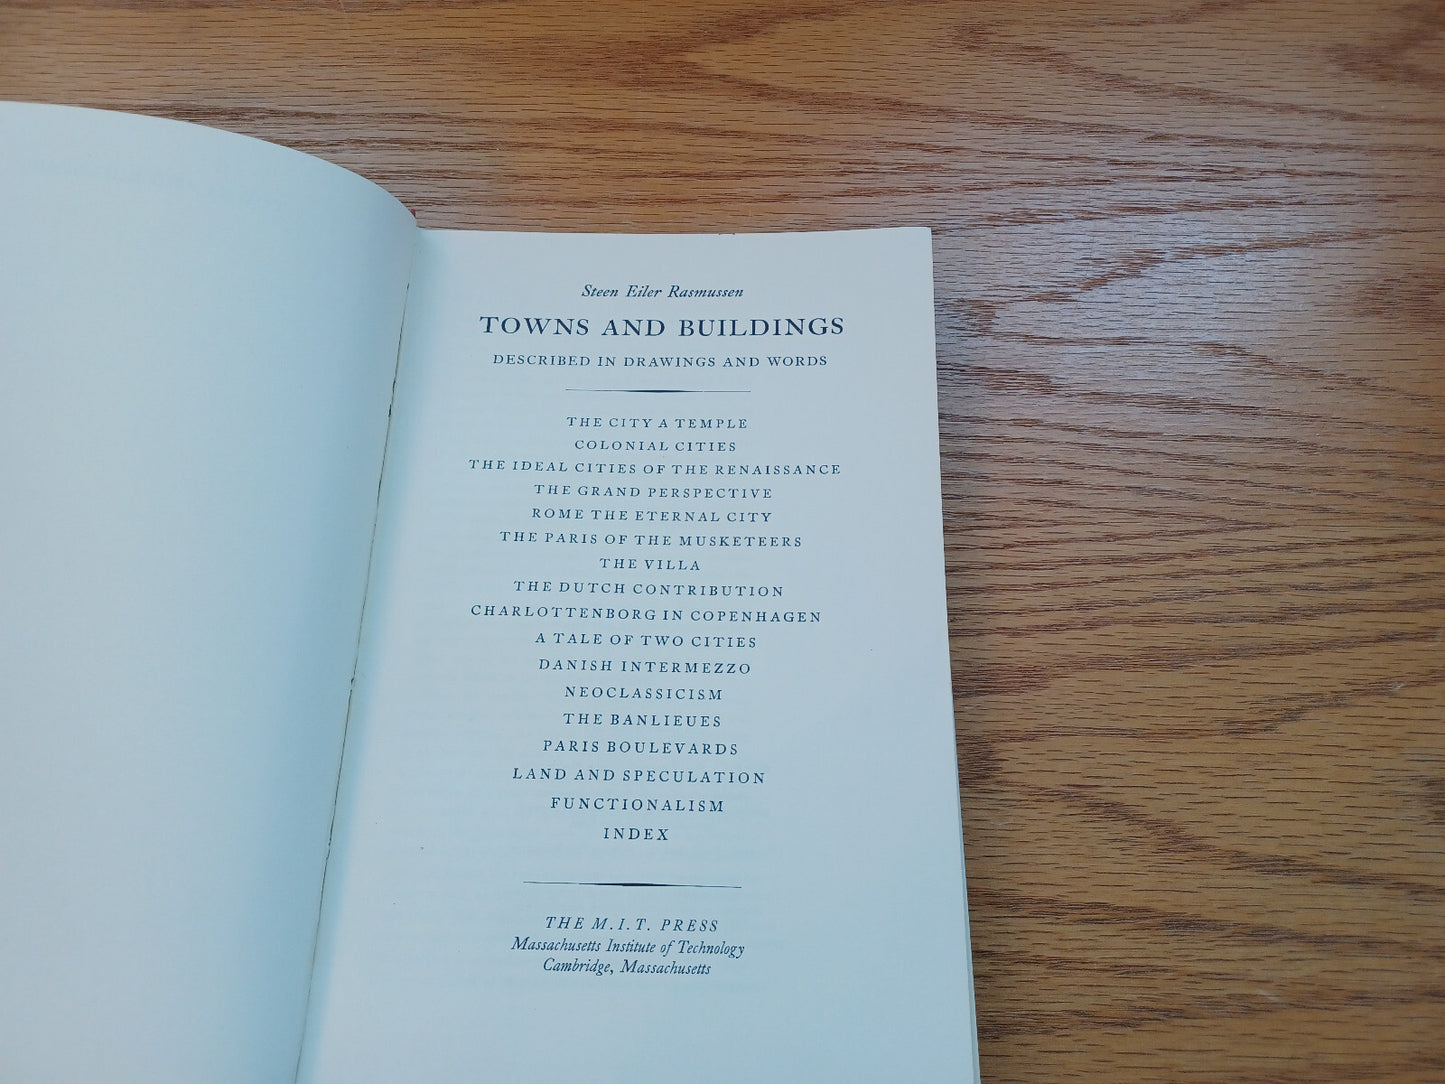 Steen Eiler Rasmussen
TOWNS AND BUILDINGS
DESCRIBED IN DRAWINGS AND WORDS
THE CITY A TEMPLE
COLONIAL CITIES
THE IDEAL CITIES OF THE RENAISSANCE
THE GRAND PERSPECTIVE
ROME THE ETERNAL CITY
THE PARIS OF THE MUSKETEERS
THE VILLA
THE DUTCH CONTRIBUTION
CHARLOTTENBORG IN COPENHAGEN
A TALE OF TWO CITIES
DANISH INTERMEZZO
NEOCLASSICISM
THE BANLIEUES
PARIS BOULEVARDS
LAND AND SPECULATION
FUNCTIONALISM
INDEX
THE M.I.T. PRESS
Massachusetts Institute of Technology
Cambridge, Massachusetts